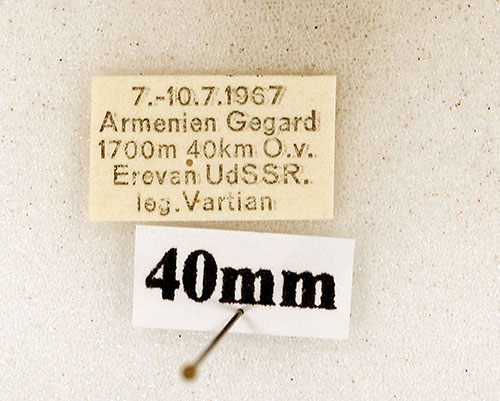 7.-10.7.1967
Armenien Gegard
1700m 40km O.v.
Erevan UdSSR.
leg.Vartian
40mm